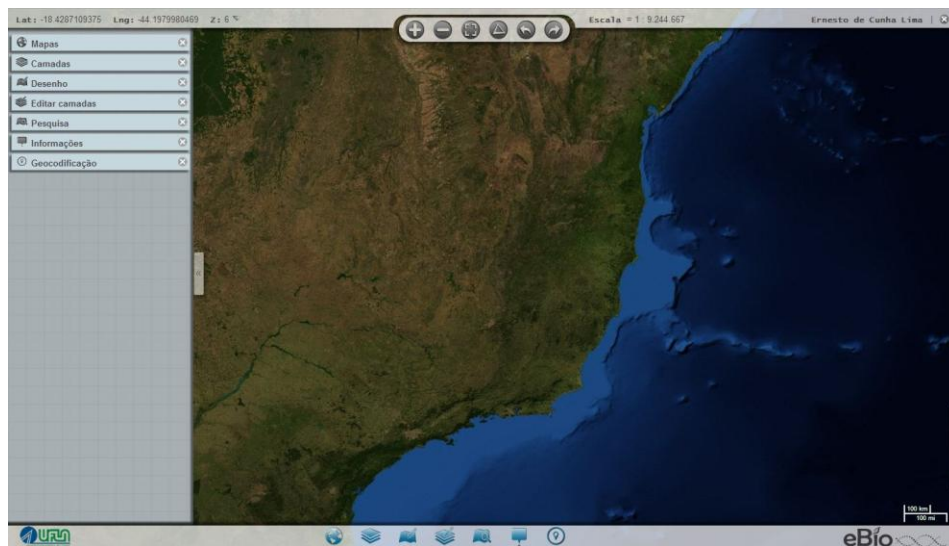 Lat: -18.4287109375 Lng: -44.1979980469 Z: 6 Escala = 1 : 9.244.667 Ernesto de Cunha Lima
Mapas
Camadas
Desenho
Editar camadas
Pesquisa
Informações
Geocodificação
100 km
100 mi
UFLA eBio